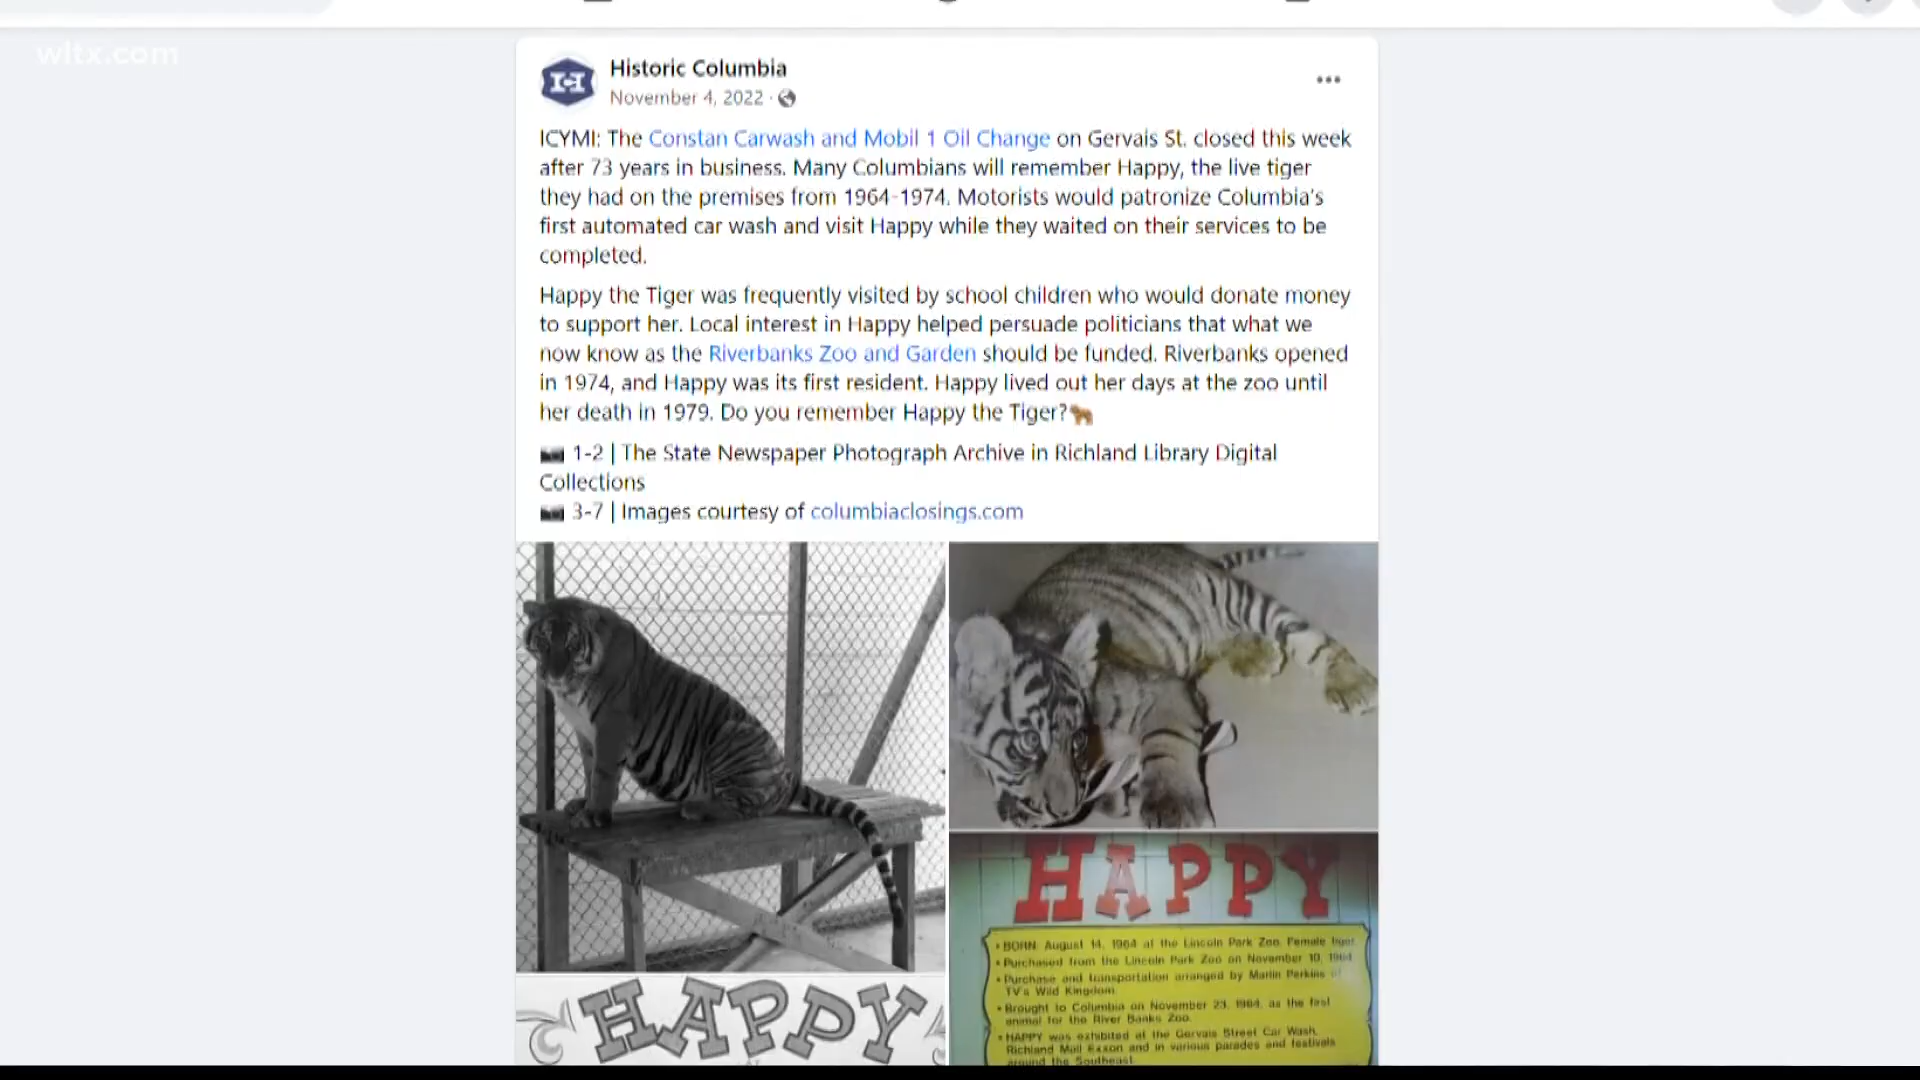 wltx.com
Historic Columbia
November 4, 2022 ·
ICYMI: The Constan Carwash and Mobil 1 Oil Change on Gervais St. closed this week
after 73 years in business. Many Columbians will remember Happy, the live tiger
they had on the premises from 1964-1974. Motorists would patronize Columbia's
first automated car wash and visit Happy while they waited on their services to be
completed.
Happy the Tiger was frequently visited by school children who would donate money
to support her. Local interest in Happy helped persuade politicians that what we
now know as the Riverbanks Zoo and Garden should be funded. Riverbanks opened
in 1974, and Happy was its first resident. Happy lived out her days at the zoo until
her death in 1979. Do you remember Happy the Tiger?
1-2 | The State Newspaper Photograph Archive in Richland Library Digital
Collections
3-7 | Images courtesy of columbiaclosings.com
HAPPY
HAPPY
• BORN: August 14, 1964 at the Lincoln Park Zoo. Female tiger.
• Purchased from the Lincoln Park Zoo on November 10, 1964
• Purchase and transportation arranged by Marlin Perkins of
TV's Wild Kingdom.
• Brought to Columbia on November 23, 1964, as the first
animal for the River Banks Zoo.
• HAPPY was exhibited at the Gervais Street Car Wash,
Richland Mall Exxon and in various parades and festivals
around the Southeast.